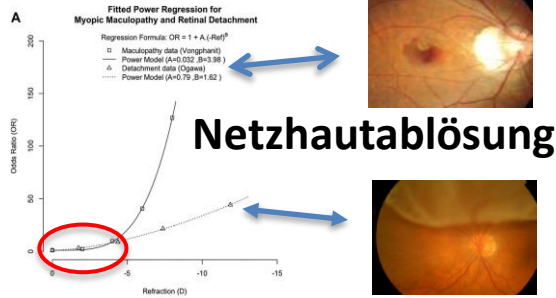 A
Fitted Power Regression for
Myopic Maculopathy and Retinal Detachment
Regression Formula: OR = 1 + A.(-Ref)ᴮ
Maculopathy data (Vongphanit)
Power Model (A=0.032 ,B=3.98 )
Detachment data (Ogawa)
Power Model (A=0.79 ,B=1.62 )
Odds Ratio (OR)
200
150
100
50
0
0 -5 -10 -15
Refraction (D)
Netzhautablösung